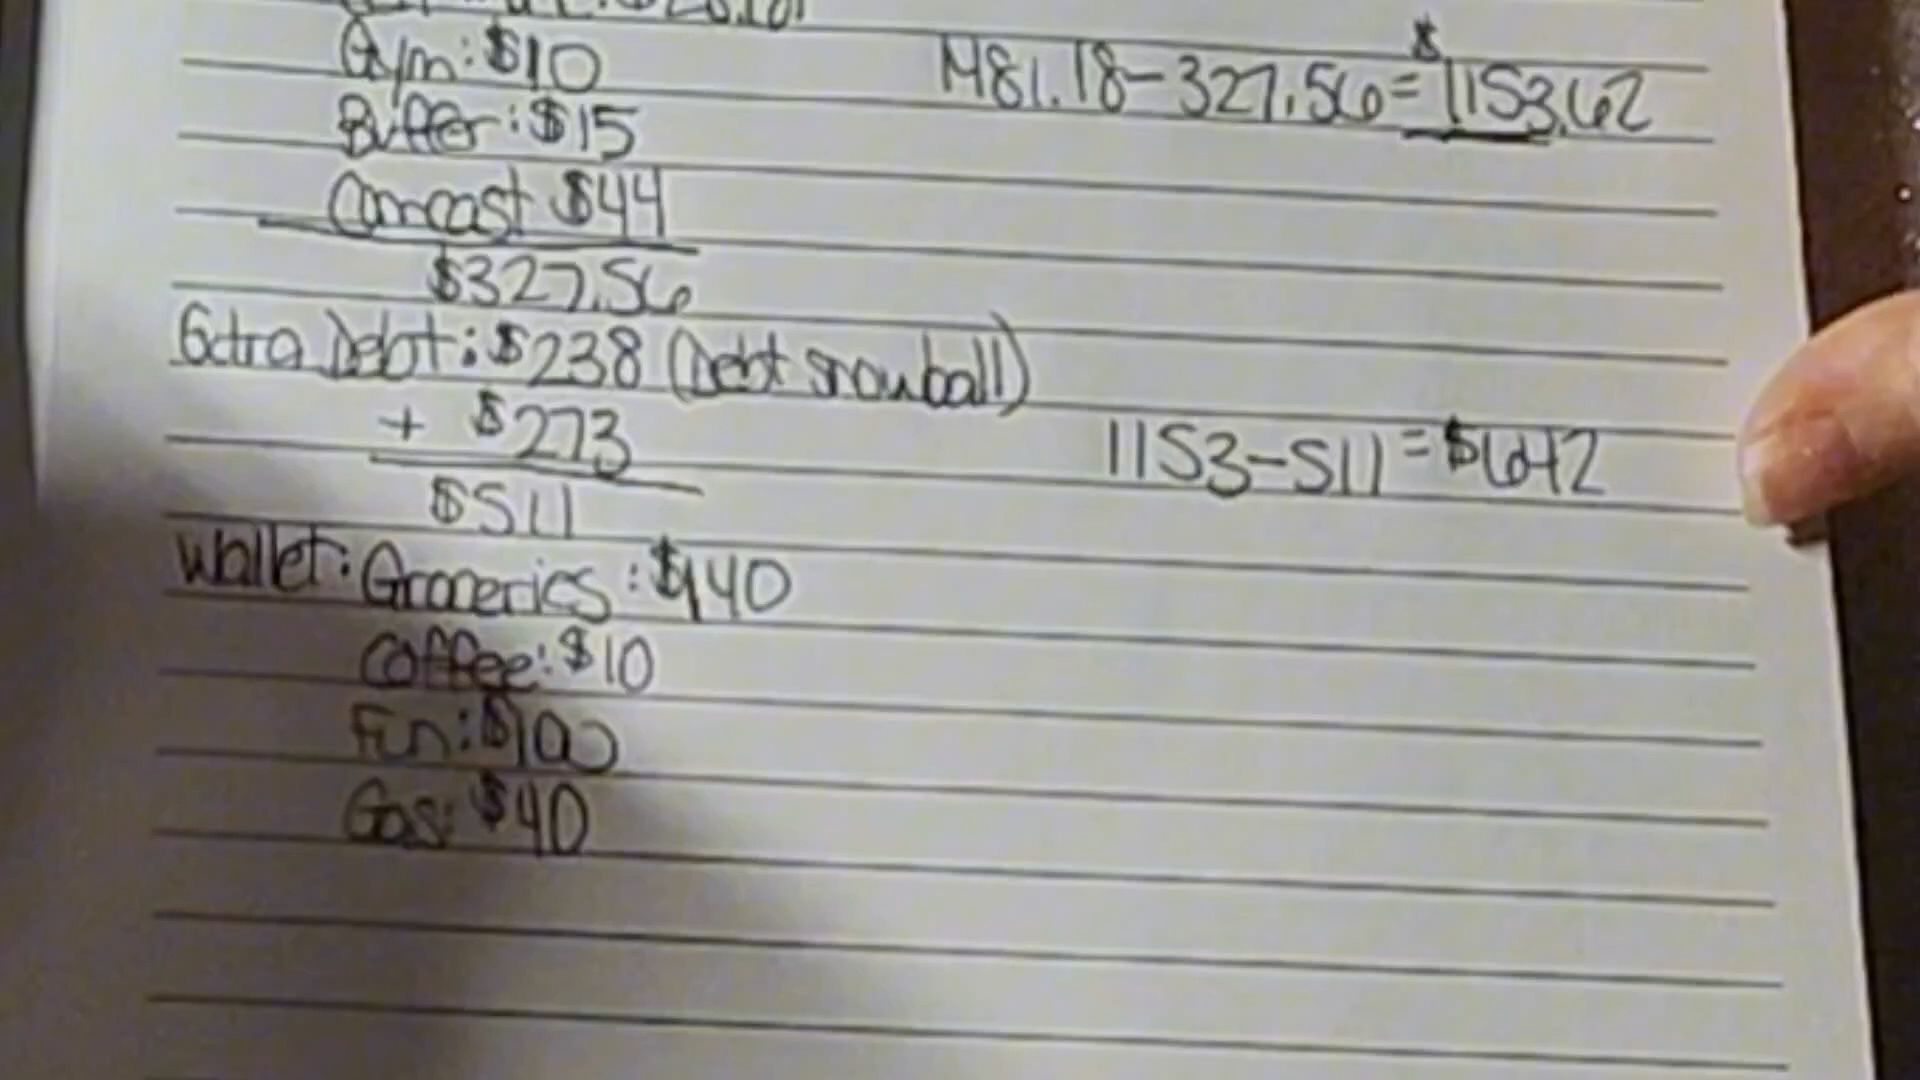 Gym: $10
1481.18-327.56= $1153.62
Buffer: $15
Comcast $44
$327.56
Extra Debt: $238 (Debt snowball)
+ $273
1153-511 = $642
$511
Wallet: Groceries: $440
Coffee: $10
Fun: $100
Gas: $40